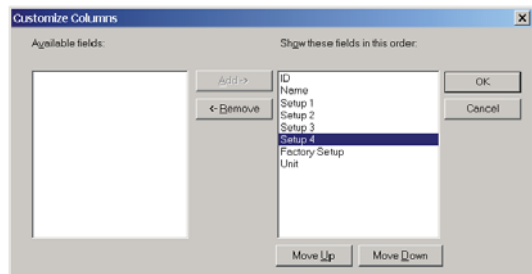 Customize Columns
Available fields:
Show these fields in this order:
Add ->
<- Remove
ID
Name
Setup 1
Setup 2
Setup 3
Setup 4
Factory Setup
Unit
OK
Cancel
Move Up
Move Down